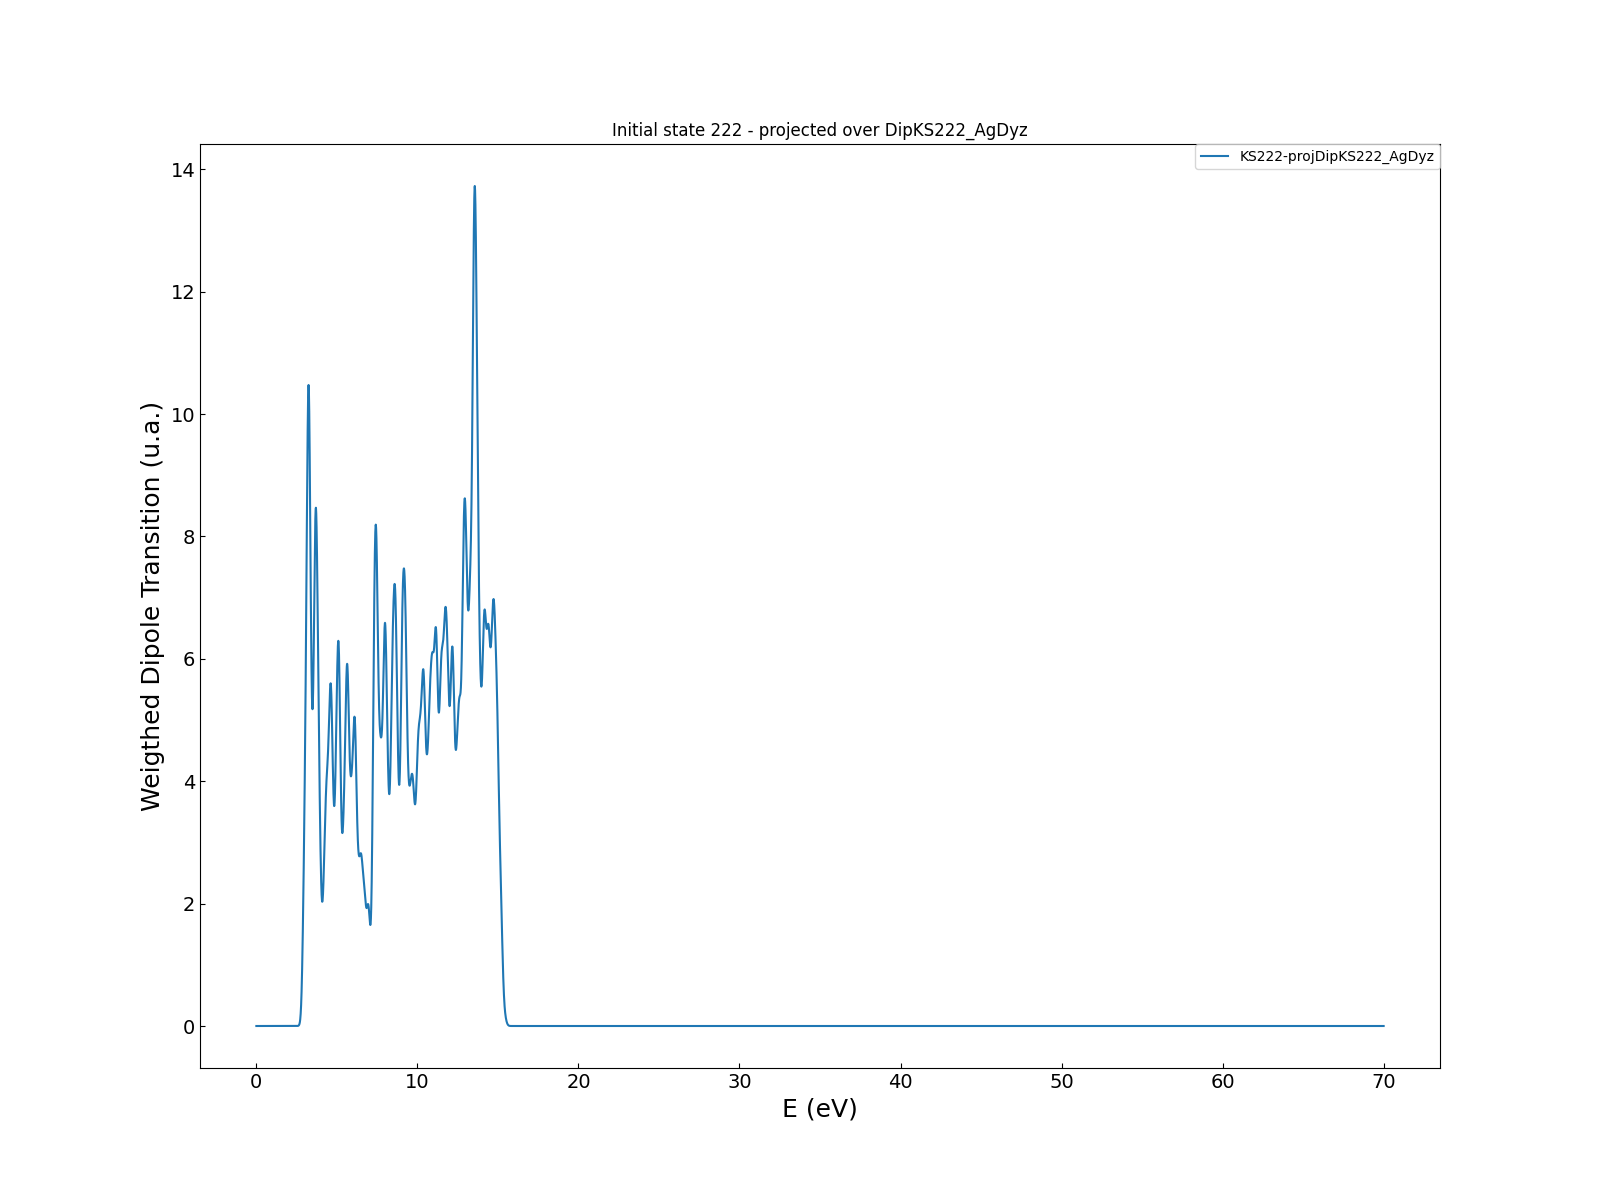 Initial state 222 - projected over DipKS222_AgDyz
KS222-projDipKS222_AgDyz
Weigthed Dipole Transition (u.a.)
14
12
10
8
6
4
2
0
0 10 20 30 40 50 60 70
E (eV)